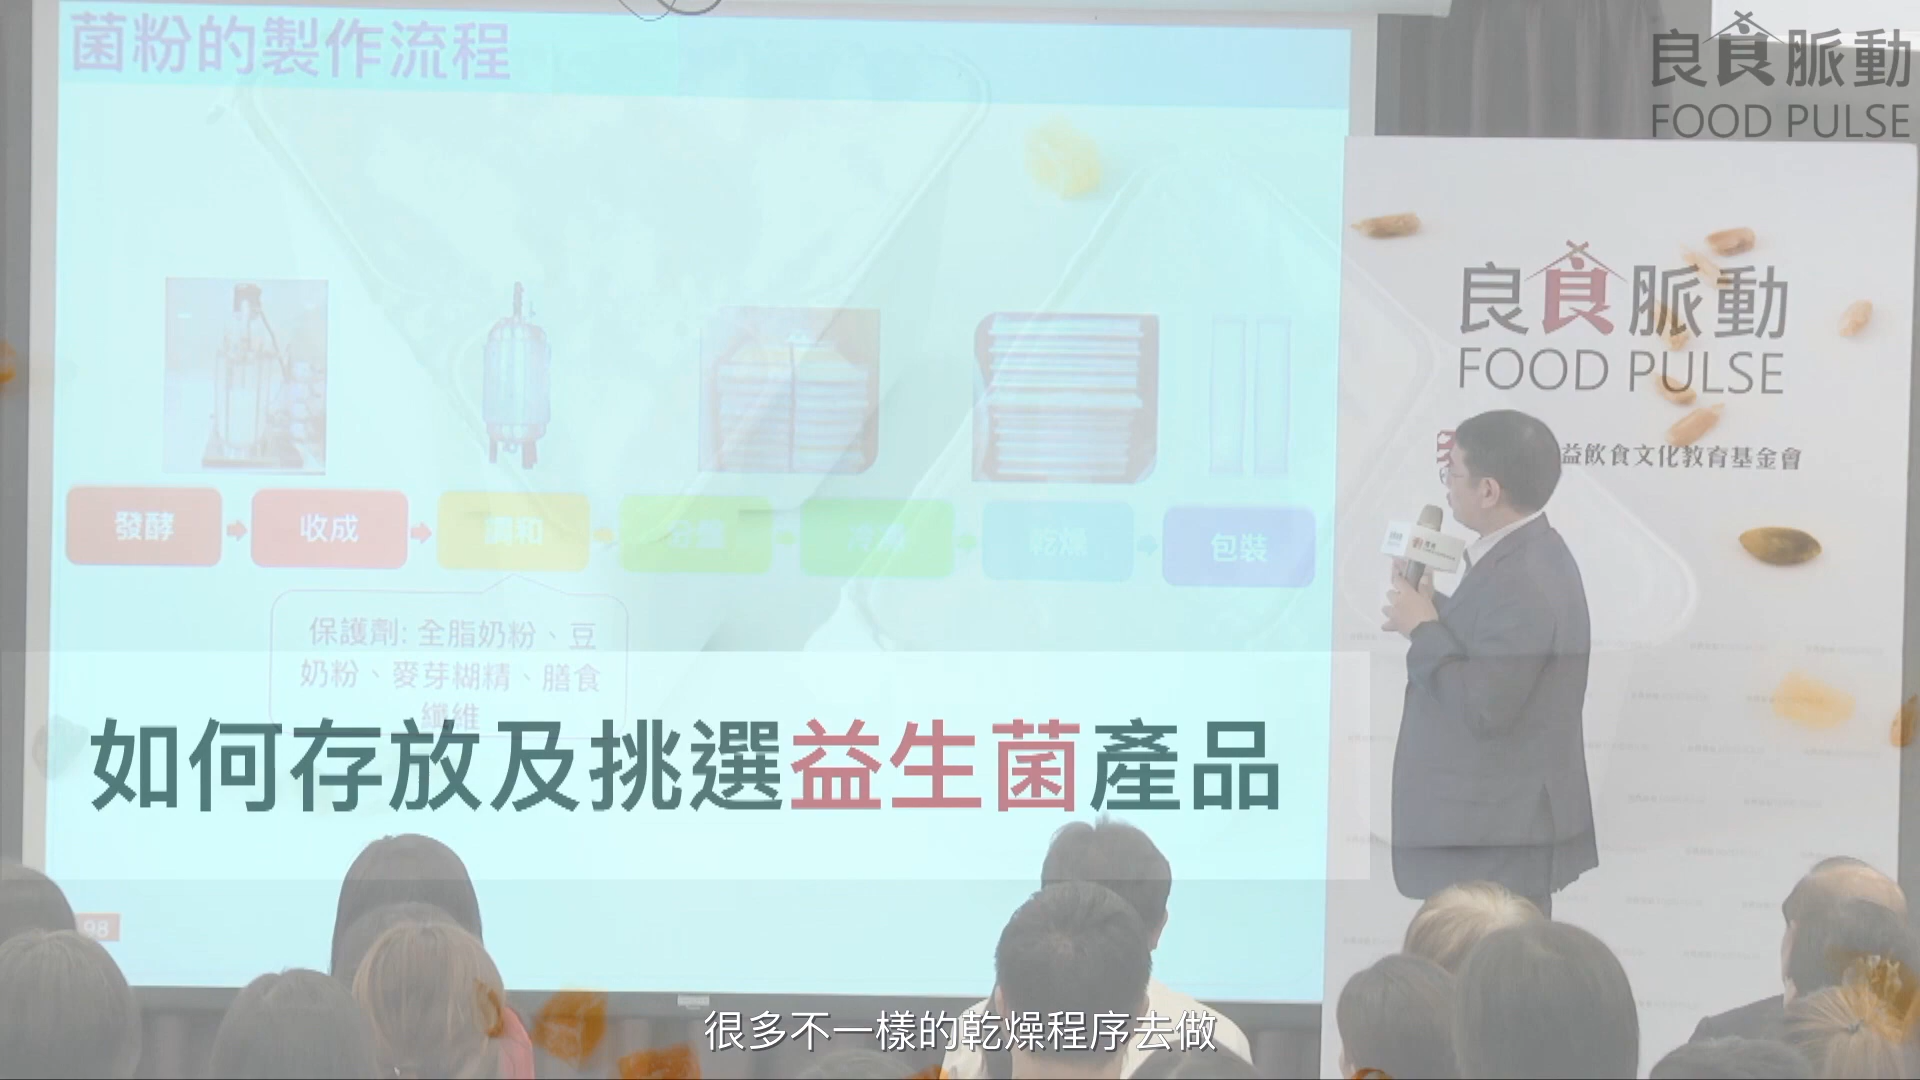 菌粉的製作流程
良食脈動
FOOD PULSE
良食脈動
FOOD PULSE
益飲食文化教育基金會
發酵
收成
調和
分盤
冷凍
乾燥
包裝
保護劑: 全脂奶粉、豆
奶粉、麥芽糊精、膳食
纖維
如何存放及挑選益生菌產品
98
很多不一樣的乾燥程序去做